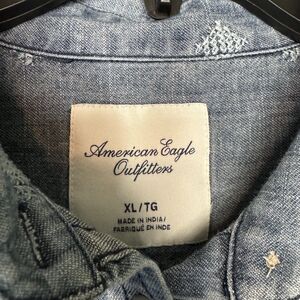 American Eagle
Outfitters
XL/TG
MADE IN INDIA/
FABRIQUÉ EN INDE